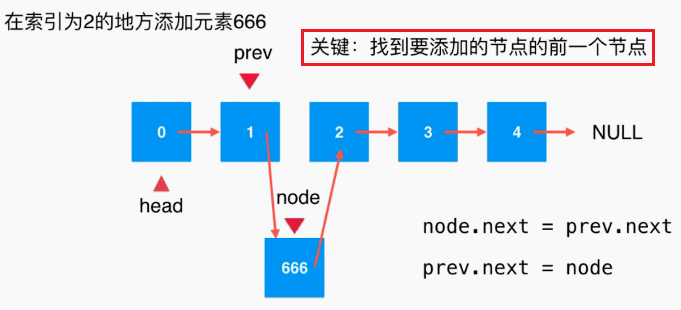 在索引为2的地方添加元素666
关键：找到要添加的节点的前一个节点
prev
0 1 2 3 4 NULL
head
node
666
node.next = prev.next
prev.next = node